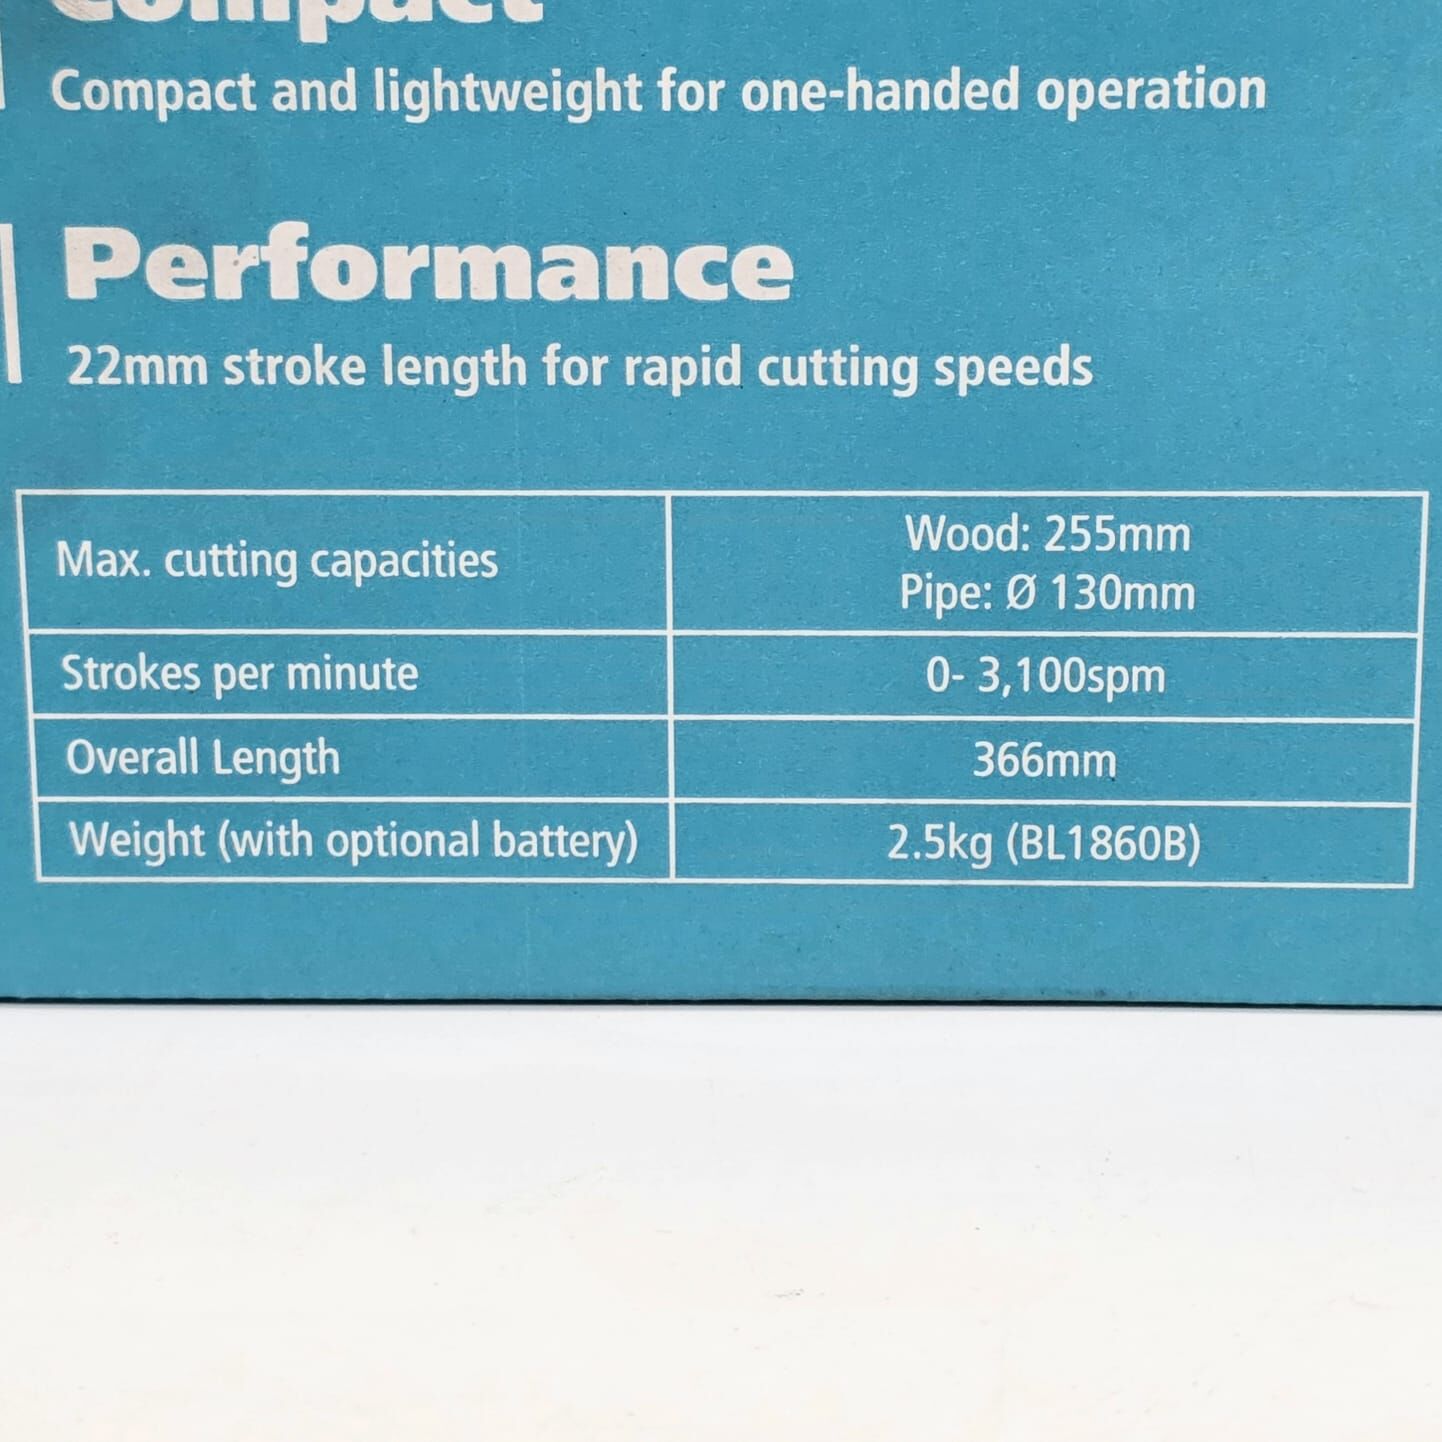 Compact
Compact and lightweight for one-handed operation
Performance
22mm stroke length for rapid cutting speeds
Max. cutting capacities
Wood: 255mm
Pipe: Ø 130mm
Strokes per minute
0- 3,100spm
Overall Length
366mm
Weight (with optional battery)
2.5kg (BL1860B)